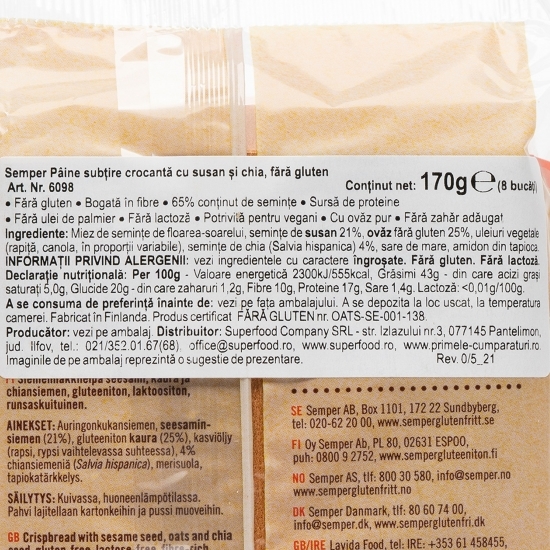 Semper Pâine subțire crocantă cu susan și chia, fără gluten
Art. Nr. 6098 Conținut net: 170g ℮ (8 bucăți)
• Fără gluten • Bogată în fibre • 65% conținut de semințe • Sursă de proteine
• Fără ulei de palmier • Fără lactoză • Potrivită pentru vegani • Cu ovăz pur • Fără zahăr adăugat
Ingrediente: Miez de semințe de floarea-soarelui, semințe de susan 21%, ovăz fără gluten 25%, uleiuri vegetale
(rapiță, canola, în proporții variabile), semințe de chia (Salvia hispanica) 4%, sare de mare, amidon din tapioca.
INFORMAȚII PRIVIND ALERGENII: vezi ingredientele cu caractere îngroșate. Fără gluten. Fără lactoză.
Declarație nutrițională: Per 100g - Valoare energetică 2300kJ/555kcal, Grăsimi 43g - din care acizi grași
saturați 5,0g, Glucide 20g - din care zaharuri 1,2g, Fibre 10g, Proteine 17g, Sare 1,4g. Lactoză: <0,01g/100g.
A se consuma de preferință înainte de: vezi pe fața ambalajului. A se depozita la loc uscat, la temperatura
camerei. Fabricat în Finlanda. Produs certificat FĂRĂ GLUTEN nr. OATS-SE-001-138.
Producător: vezi pe ambalaj. Distribuitor: Superfood Company SRL - str. Izlazului nr.3, 077145 Pantelimon,
jud. Ilfov, tel.: 021/352.01.67(68), office@superfood.ro, www.superfood.ro, www.primele-cumparaturi.ro
Imaginile de pe ambalaj reprezintă o sugestie de prezentare. Rev. 0/5_21
FI Siemennäkkileipä seesami, kaura ja
chiansiemen, gluteeniton, laktoositon,
runsaskuituinen.
AINEKSET: Auringonkukansiemen, seesamin-
siemen (21%), gluteeniton kaura (25%), kasviöljy
(rapsi, rypsi vaihtelevassa suhteessa), 4%
chiansiemeniä (Salvia hispanica), merisuola,
tapiokatärkkelys.
SÄILYTYS: Kuivassa, huoneenlämpötilassa.
Pahvi lajitellaan kartonkeihin ja pussi muoveihin.
GB Crispbread with sesame seed, oats and chia
seed, gluten-free, lactose-free, fibre-rich
SE Semper AB, Box 1101, 172 22 Sundbyberg,
tel: 020-62 20 00, www.semperglutenfritt.se
FI Oy Semper Ab, PL 80, 02631 ESPOO,
puh: 0800 9 2752, www.sempergluteeniton.fi
NO Semper AS, tlf: 800 30 580, info@semper.no
www.semperglutenfritt.no
DK Semper Danmark, tlf: 80 60 74 00,
info@semper.dk, www.semperglutenfri.dk
GB/IRE Lavida Food, tel: IRE: +353 61 458455,